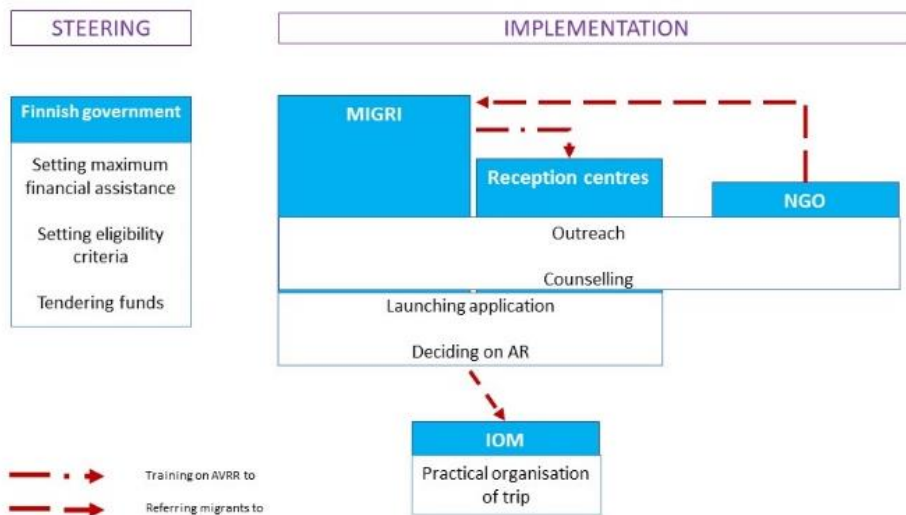 STEERING
IMPLEMENTATION
Finnish government
Setting maximum
financial assistance
Setting eligibility
criteria
Tendering funds
MIGRI
Reception centres
NGO
Outreach
Counselling
Launching application
Deciding on AR
IOM
Practical organisation
of trip
Training on AVRR to
Referring migrants to